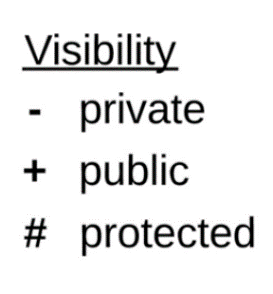 Visibility
- private
+ public
# protected